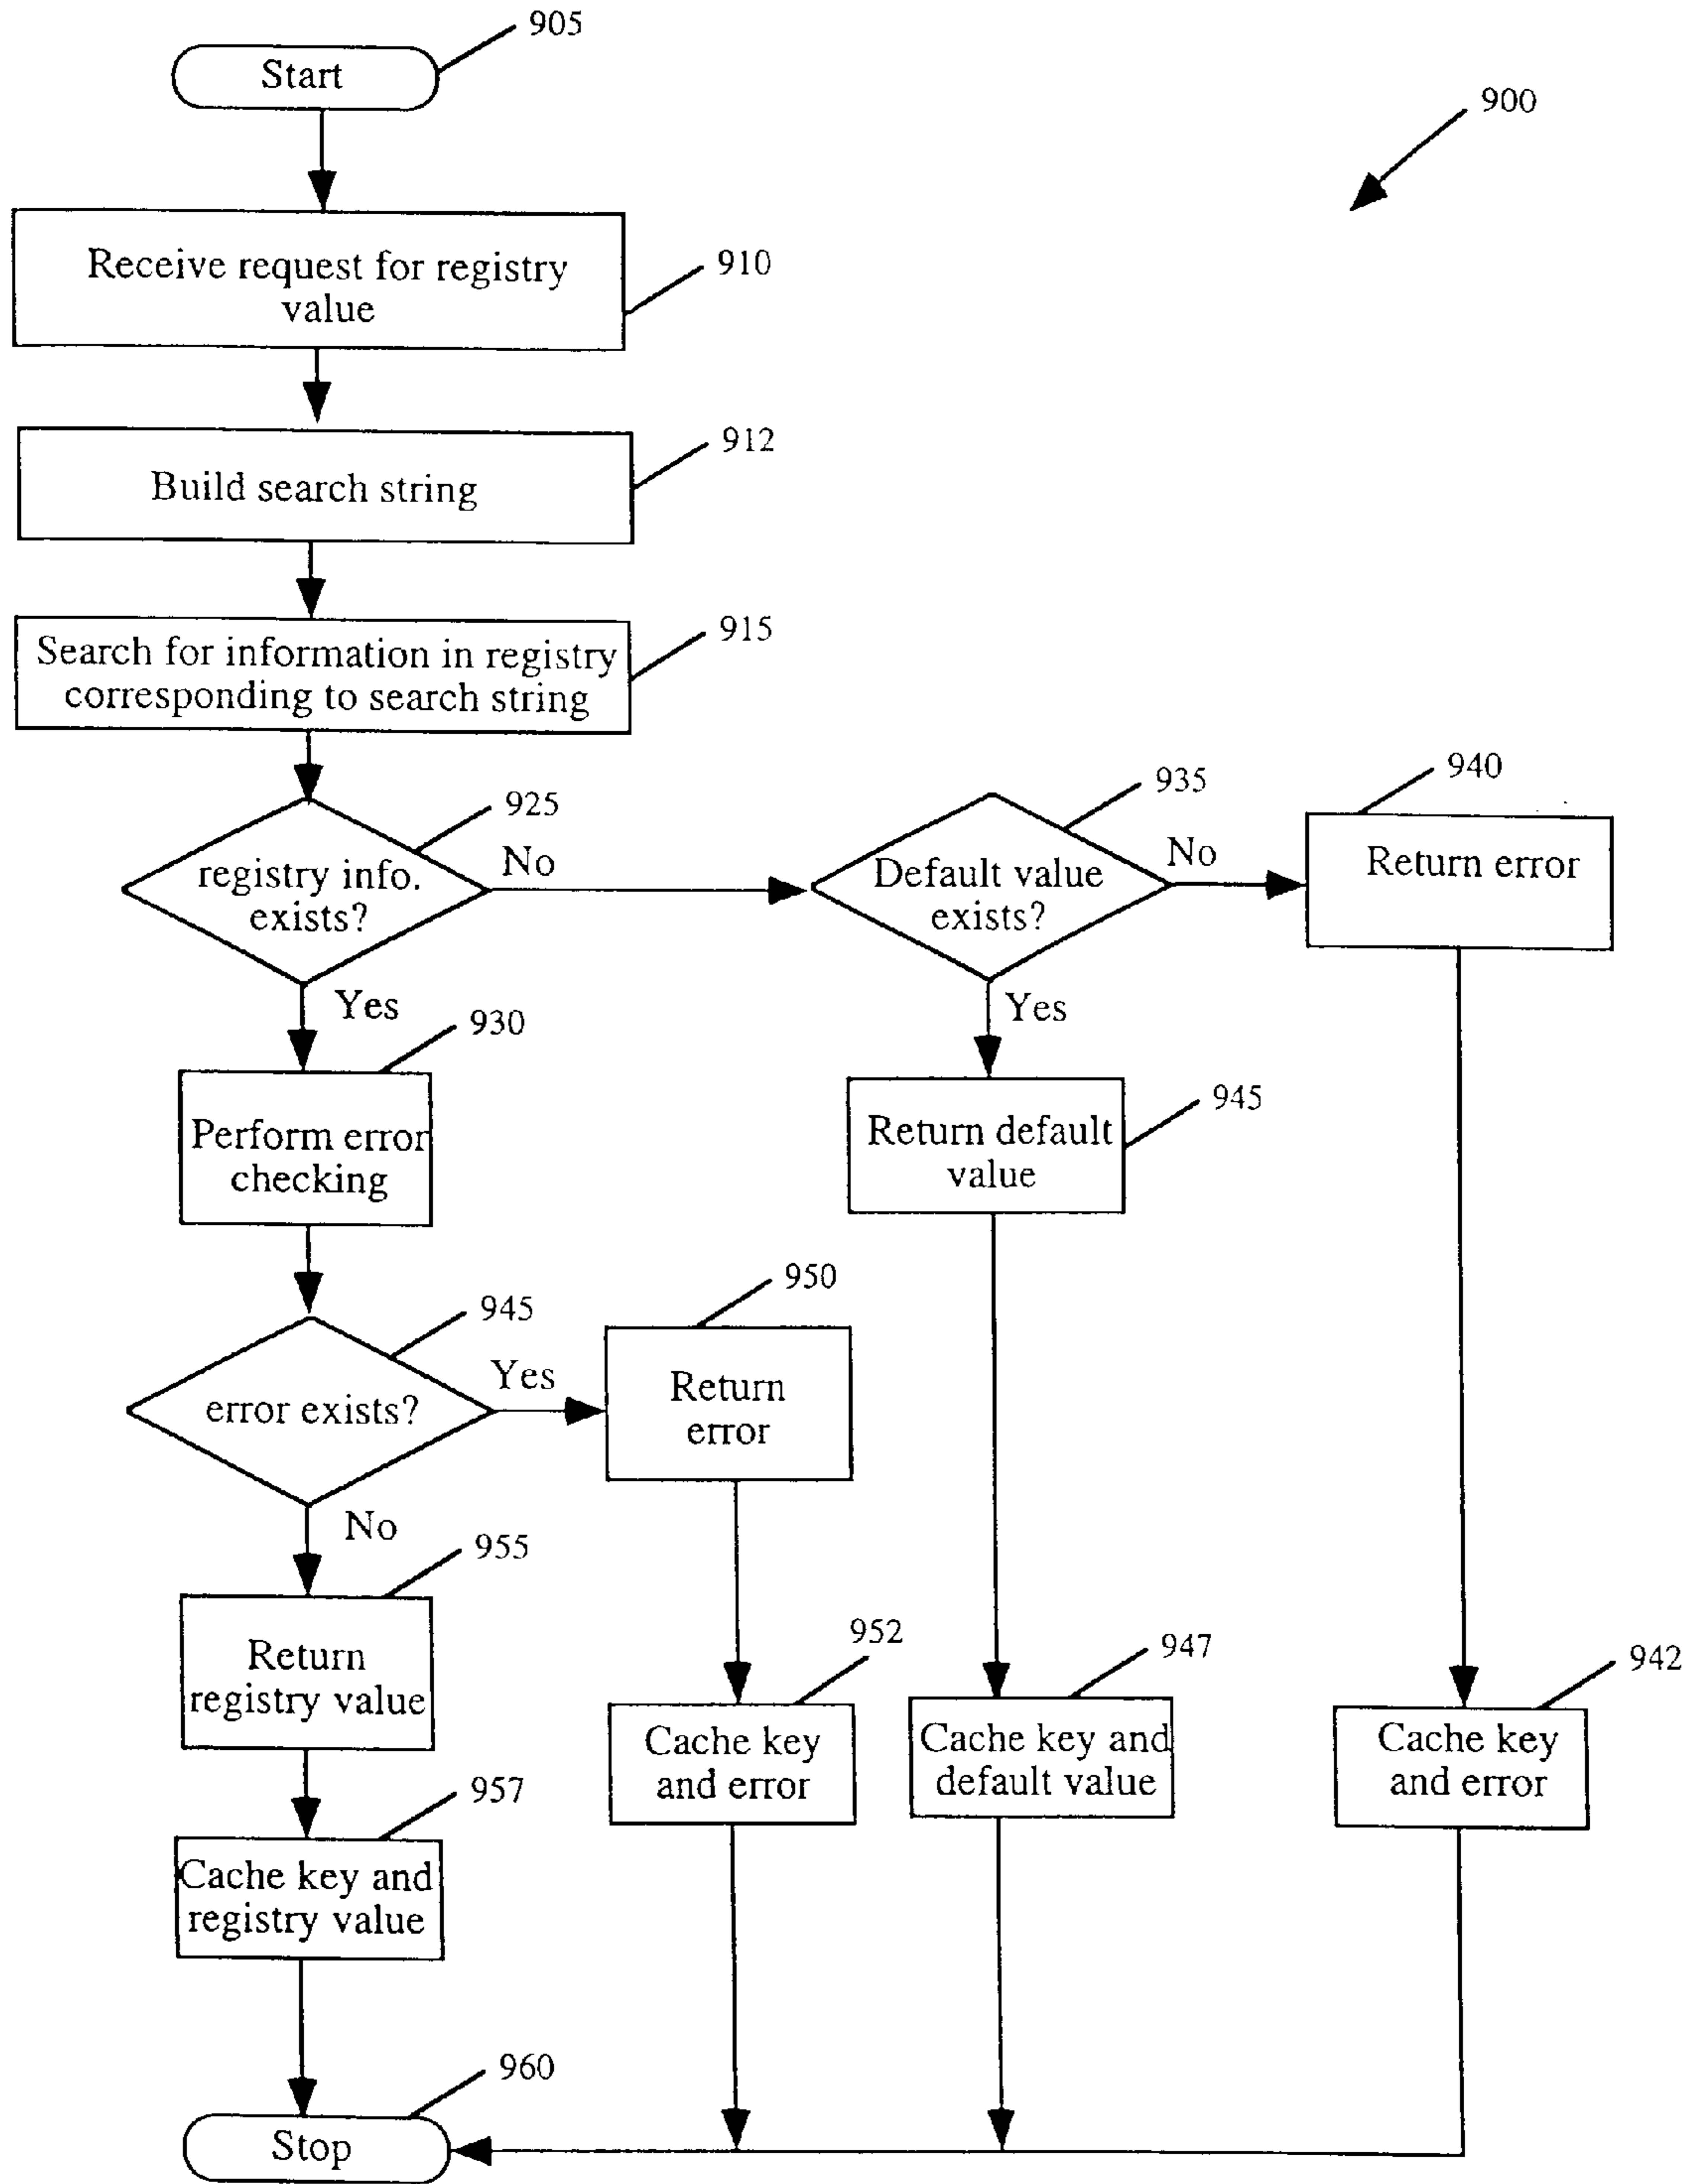 905
Start
900
Receive request for registry
value
910
912
Build search string
915
Search for information in registry
corresponding to search string
925
registry info.
exists?
No
935
Default value
exists?
No
940
Return error
Yes
Yes
930
Perform error
checking
945
Return default
value
945
error exists?
Yes
950
Return
error
No
955
Return
registry value
952
Cache key
and error
947
Cache key and
default value
942
Cache key
and error
957
Cache key and
registry value
960
Stop